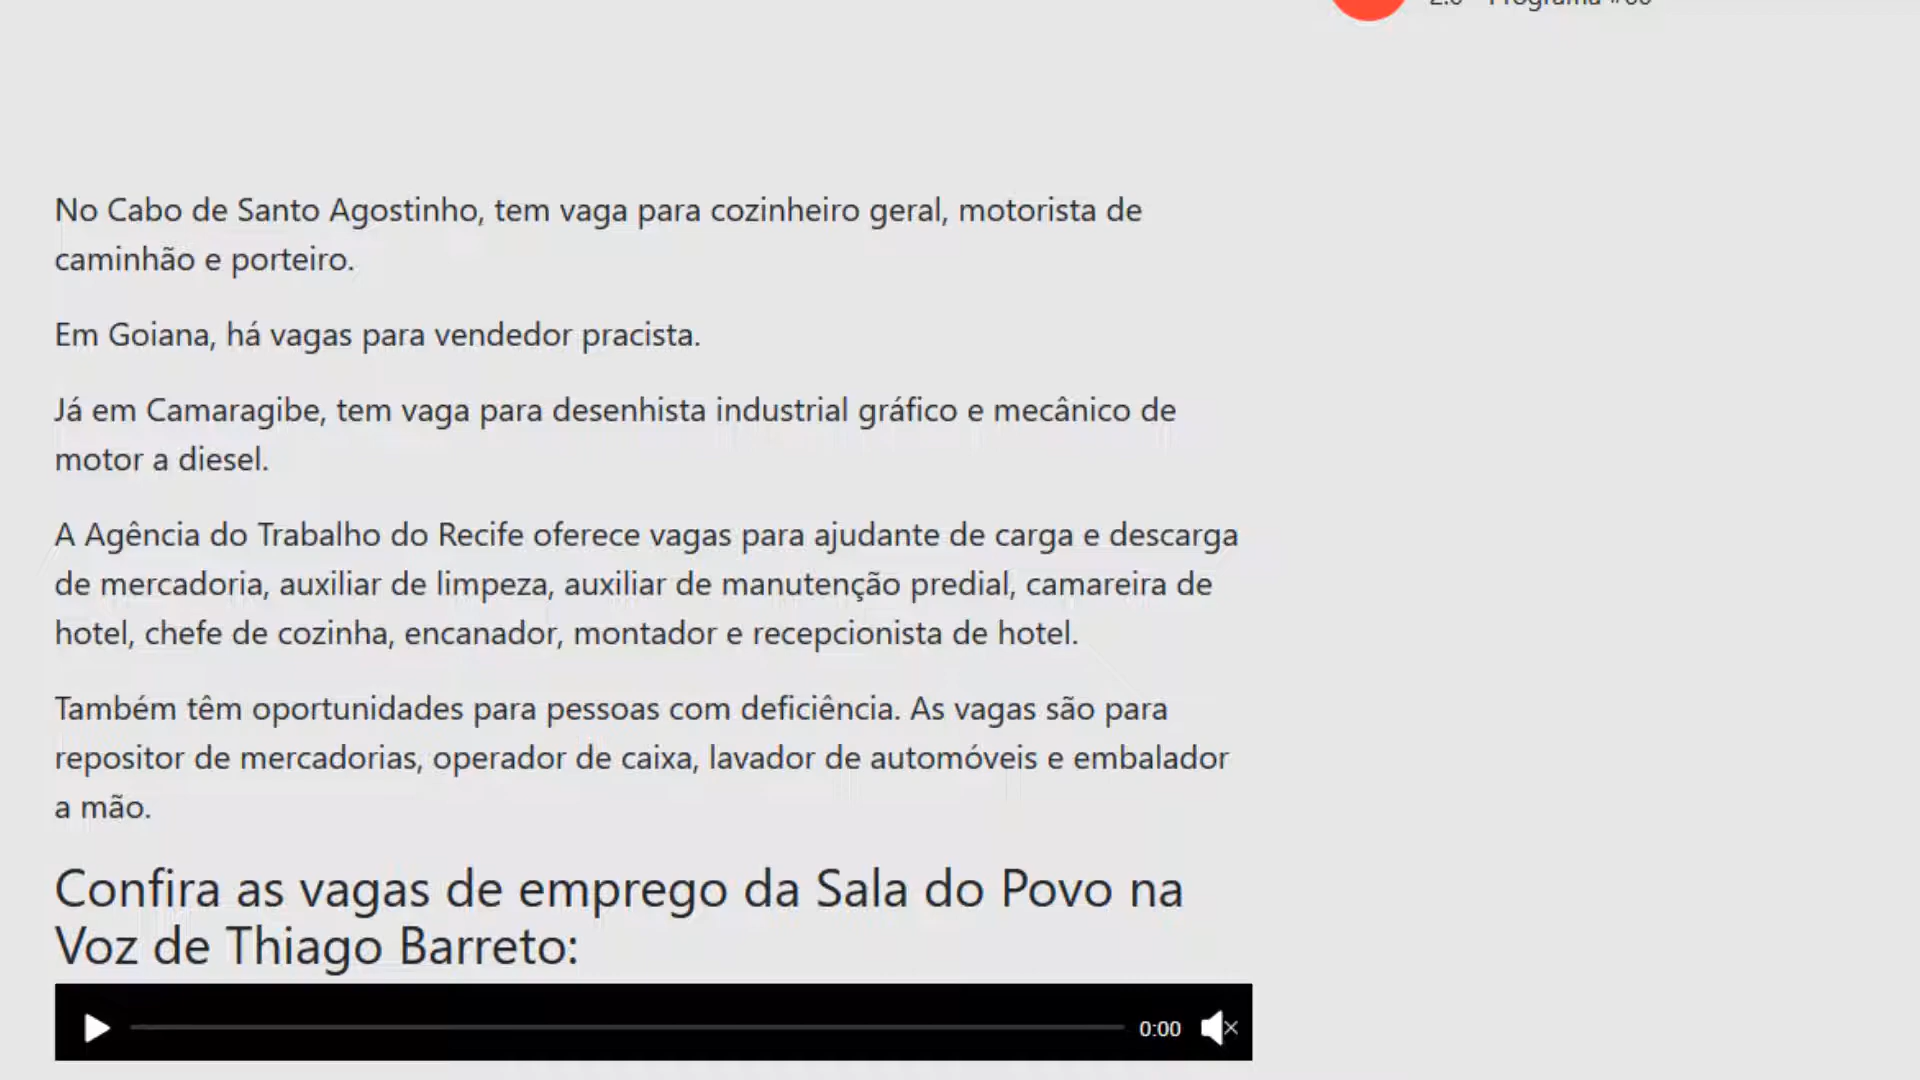 No Cabo de Santo Agostinho, tem vaga para cozinheiro geral, motorista de
caminhão e porteiro.
Em Goiana, há vagas para vendedor pracista.
Já em Camaragibe, tem vaga para desenhista industrial gráfico e mecânico de
motor a diesel.
A Agência do Trabalho do Recife oferece vagas para ajudante de carga e descarga
de mercadoria, auxiliar de limpeza, auxiliar de manutenção predial, camareira de
hotel, chefe de cozinha, encanador, montador e recepcionista de hotel.
Também têm oportunidades para pessoas com deficiência. As vagas são para
repositor de mercadorias, operador de caixa, lavador de automóveis e embalador
a mão.
Confira as vagas de emprego da Sala do Povo na
Voz de Thiago Barreto:
0:00